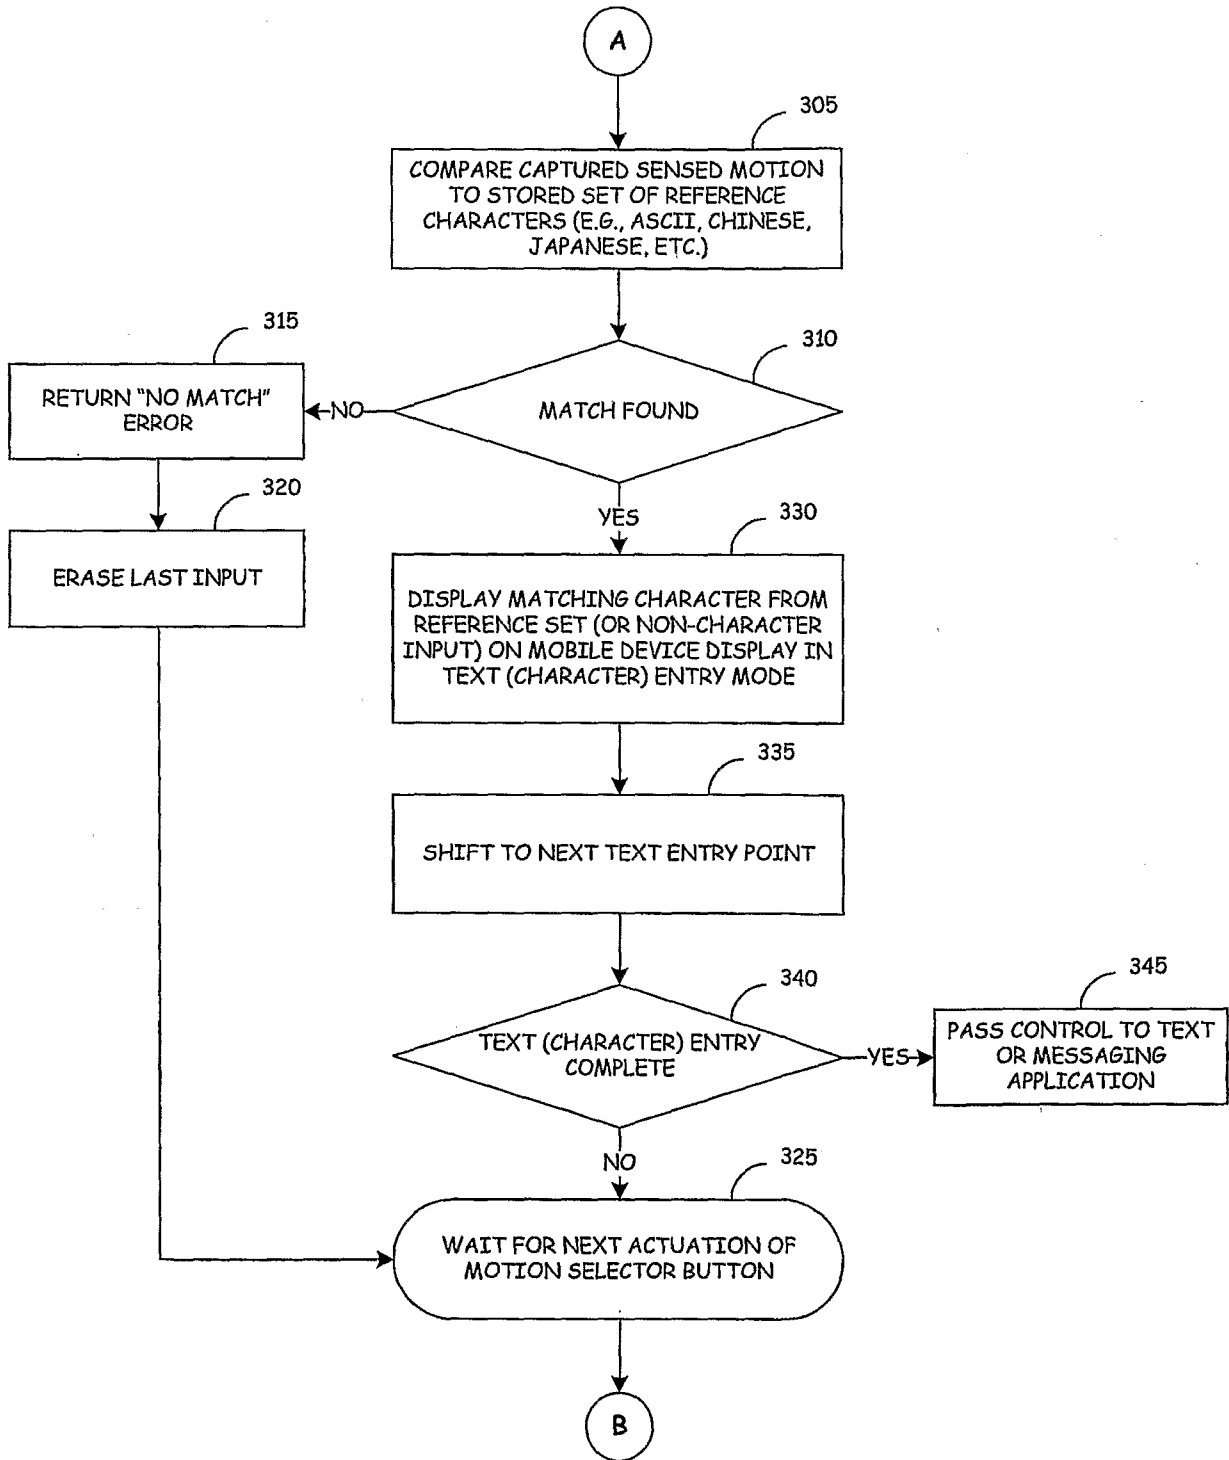 A
305
COMPARE CAPTURED SENSED MOTION
TO STORED SET OF REFERENCE
CHARACTERS (E.G., ASCII, CHINESE,
JAPANESE, ETC.)
315
310
RETURN "NO MATCH"
ERROR
NO
MATCH FOUND
320
YES
330
ERASE LAST INPUT
DISPLAY MATCHING CHARACTER FROM
REFERENCE SET (OR NON-CHARACTER
INPUT) ON MOBILE DEVICE DISPLAY IN
TEXT (CHARACTER) ENTRY MODE
335
SHIFT TO NEXT TEXT ENTRY POINT
340
345
TEXT (CHARACTER) ENTRY
COMPLETE
YES
PASS CONTROL TO TEXT
OR MESSAGING
APPLICATION
NO
325
WAIT FOR NEXT ACTUATION OF
MOTION SELECTOR BUTTON
B